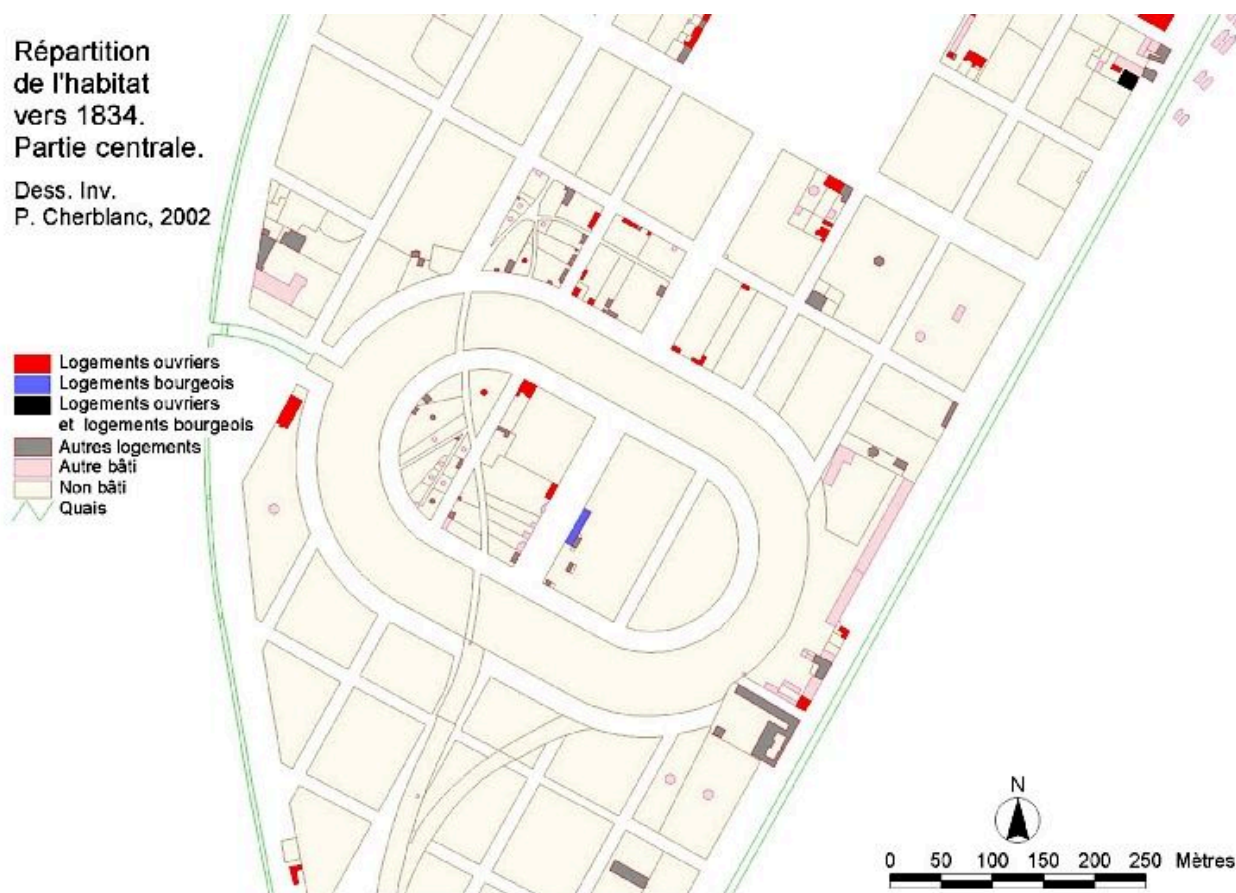 Répartition
de l'habitat
vers 1834.
Partie centrale.
Dess. Inv.
P. Cherblanc, 2002
Logements ouvriers
Logements bourgeois
Logements ouvriers
et logements bourgeois
Autres logements
Autre bâti
Non bâti
Quais
N
0 50 100 150 200 250 Mètres